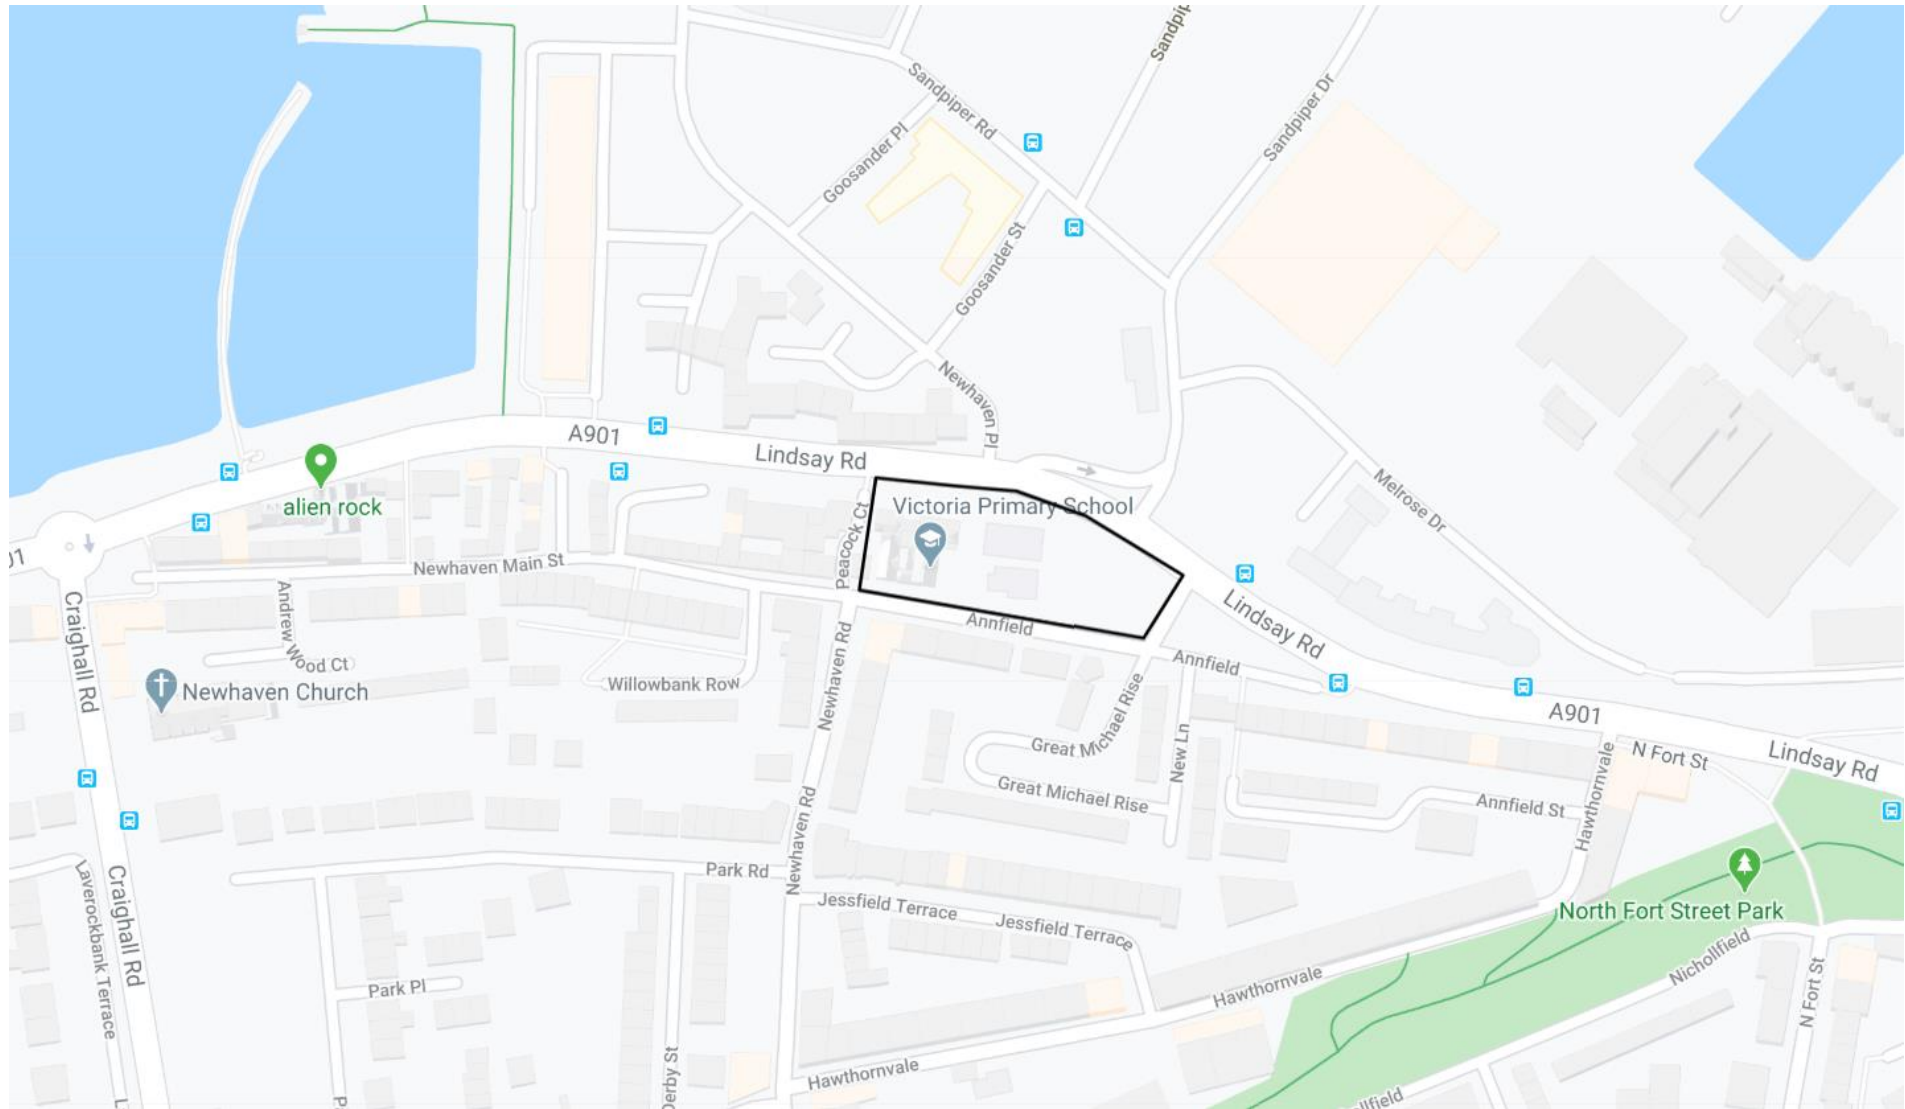 Sandpip
Sandpiper Rd
Sandpiper Dr
Goosander Pl
Goosander St
Newhaven Pl
A901
Lindsay Rd
alien rock
Victoria Primary School
Melrose Dr
01
Peacock Ct
Newhaven Main St
Andrew Wood Ct
Craighall Rd
Annfield
Lindsay Rd
Newhaven Church
Willowbank Row
Newhaven Rd
Annfield
Great Michael Rise
New Ln
A901
Lindsay Rd
N Fort St
Great Michael Rise
Annfield St
Hawthornvale
Newhaven Rd
Park Rd
Craighall Rd
Laverockbank Terrace
Jessfield Terrace
Jessfield Terrace
North Fort Street Park
Nichollfield
Park Pl
Hawthornvale
N Fort St
Derby St
Hawthornvale
llfield
P
L